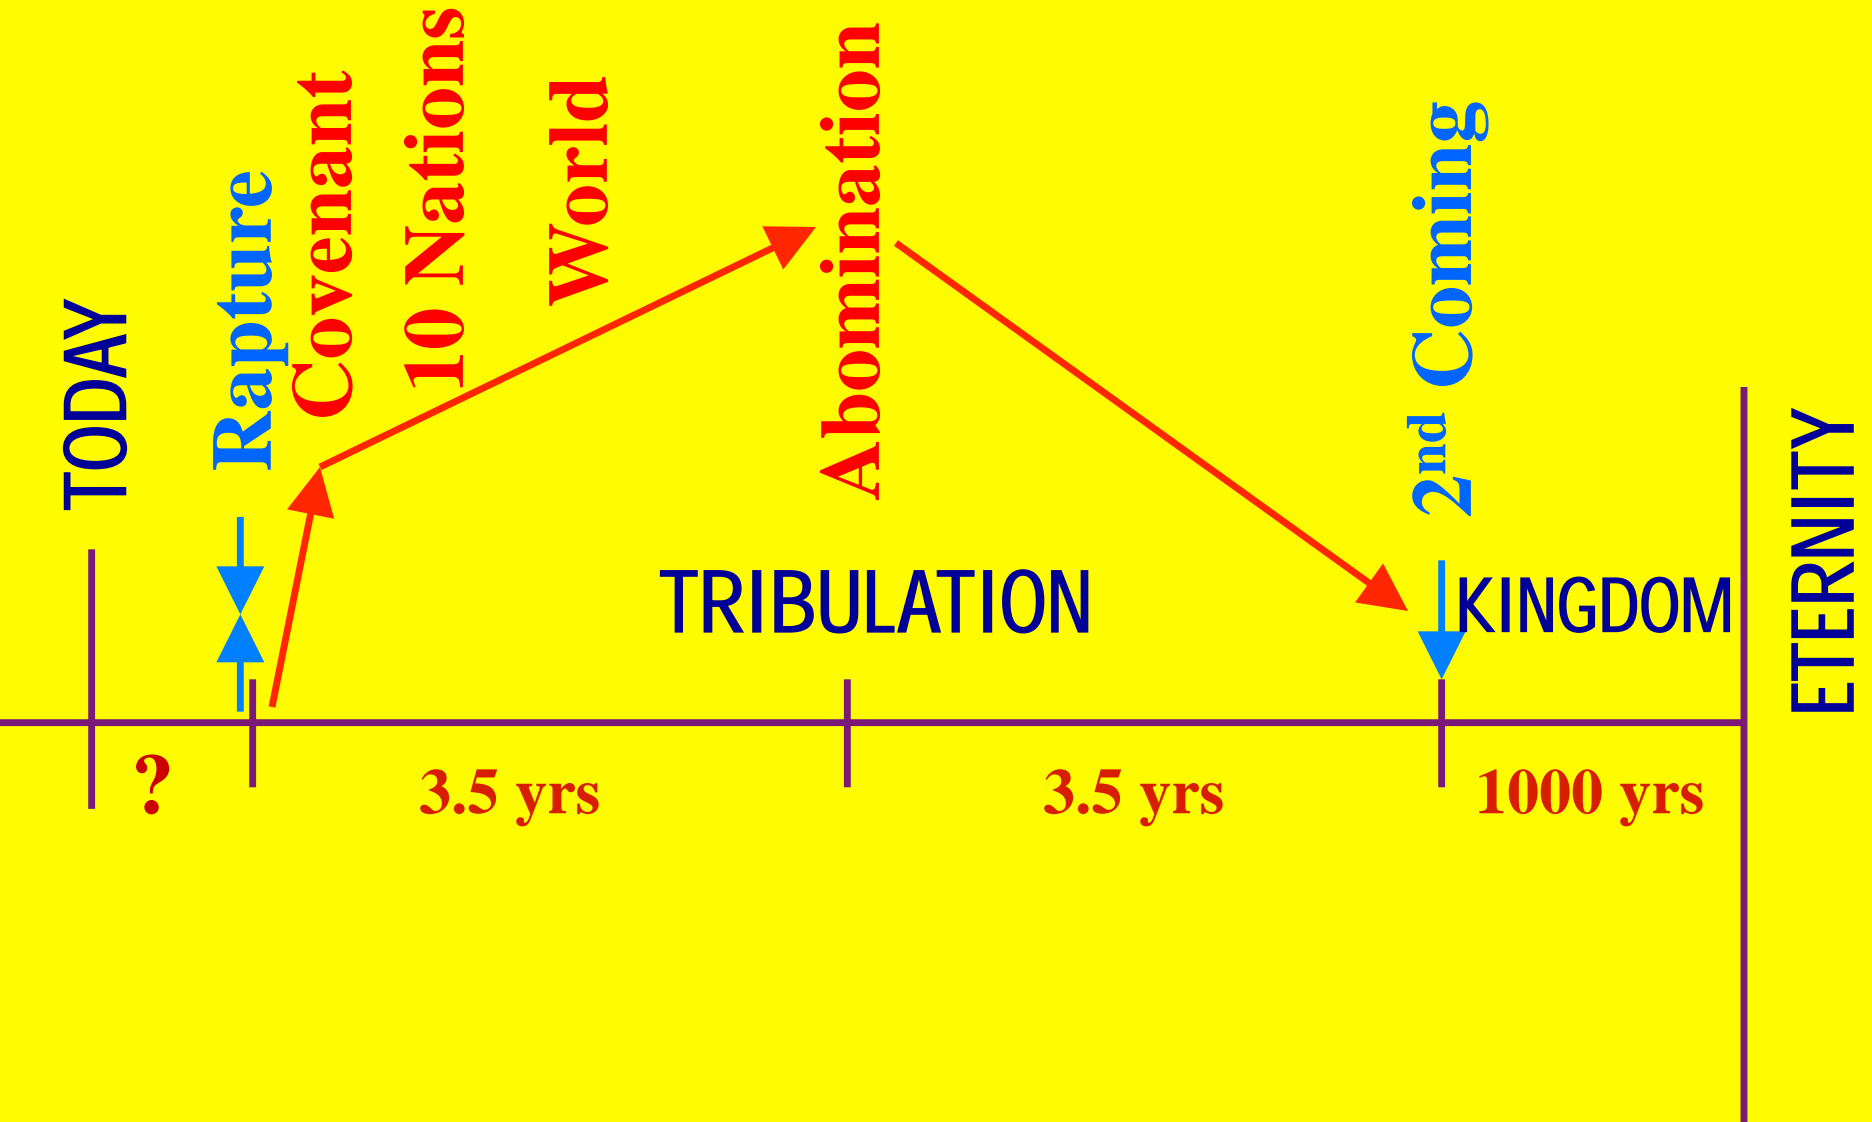 TODAY
Rapture
Covenant
10 Nations
World
Abomination
2nd Coming
ETERNITY
TRIBULATION
KINGDOM
?
3.5 yrs
3.5 yrs
1000 yrs